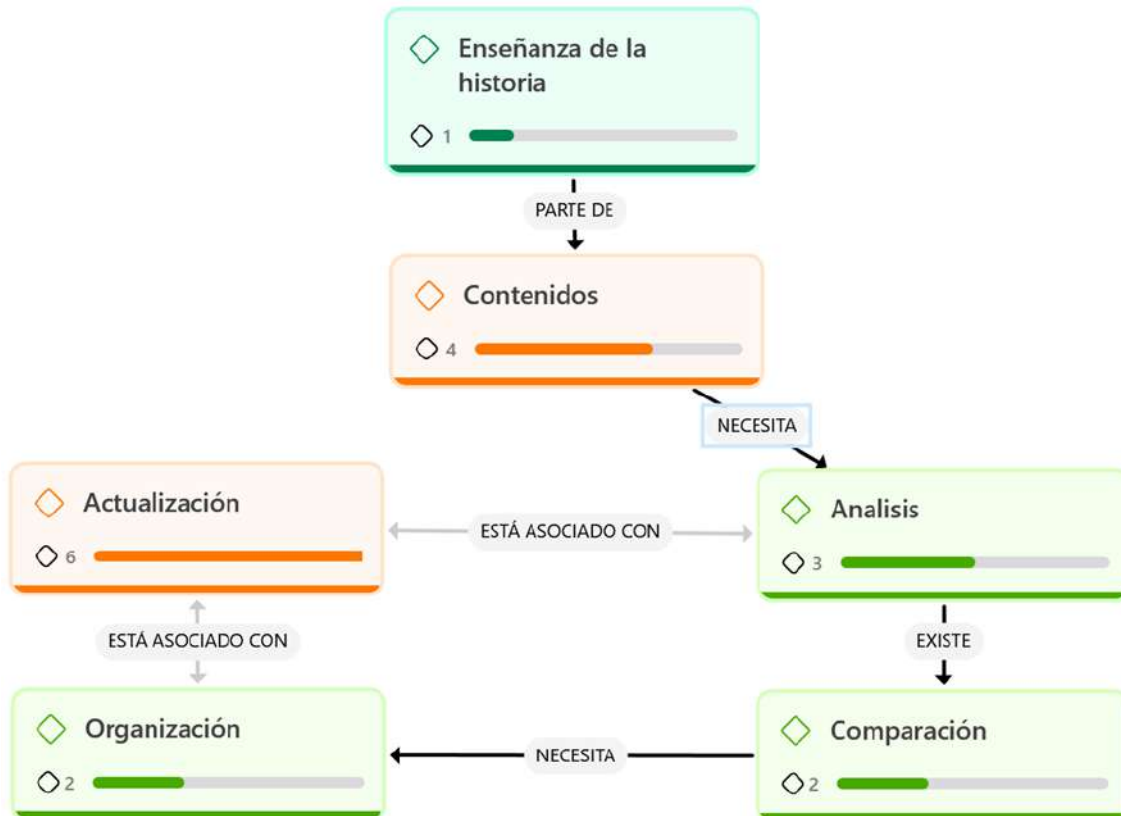 Enseñanza de la
historia
1
PARTE DE
Contenidos
4
NECESITA
Actualización
6
ESTÁ ASOCIADO CON
Analisis
3
ESTÁ ASOCIADO CON
EXISTE
Organización
2
NECESITA
Comparación
2